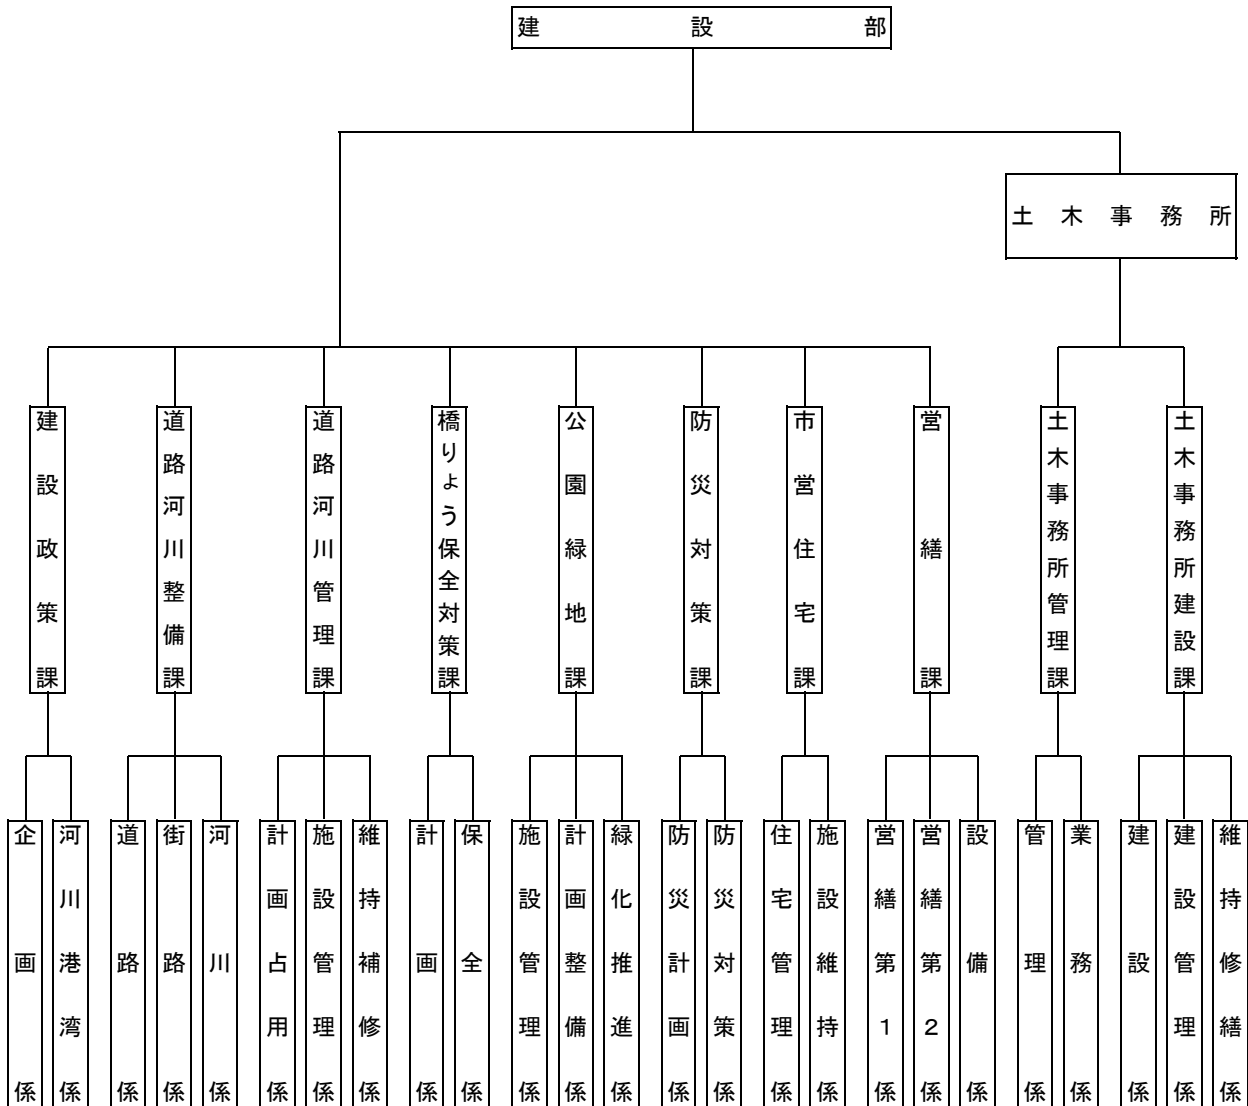 建設部
土木事務所
建設政策課
道路河川整備課
道路河川管理課
橋りょう保全対策課
公園緑地課
防災対策課
市営住宅課
営繕課
土木事務所管理課
土木事務所建設課
企画係
河川港湾係
道路係
街路係
河川係
計画占用係
施設管理係
維持補修係
計画係
保全係
施設管理係
計画整備係
緑化推進係
防災計画係
防災対策係
住宅管理係
施設維持係
営繕第1係
営繕第2係
設備係
管理係
業務係
建設係
建設管理係
維持修繕係